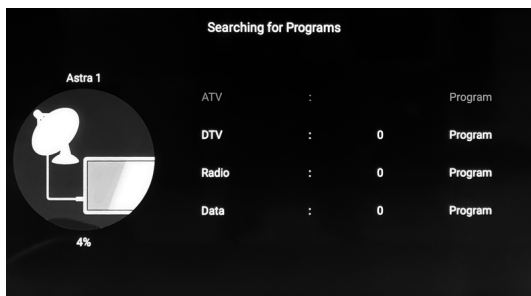 Searching for Programs
Astra 1
ATV : Program
DTV : 0 Program
Radio : 0 Program
Data : 0 Program
4%